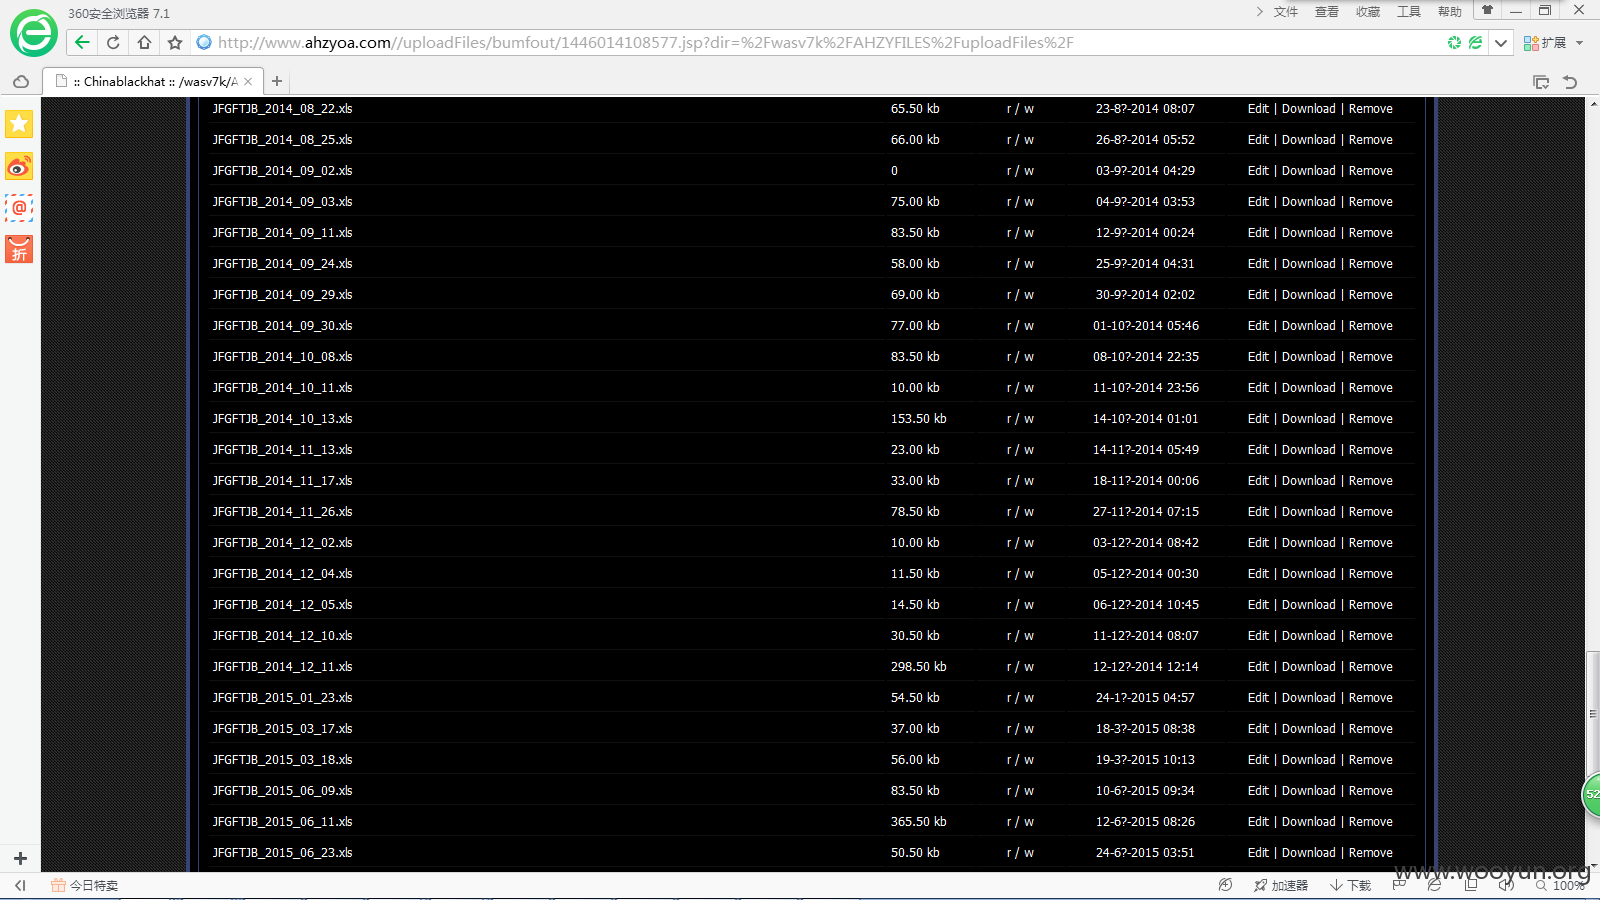 360安全浏览器 7.1
文件 查看 收藏 工具 帮助
http://www.ahzyoa.com//uploadFiles/bumfout/1446014108577.jsp?dir=%2Fwasv7k%2FAHZYFILES%2FuploadFiles%2F
扩展
:: Chinablackhat :: /wasv7k/A
JFGFTJB_2014_08_22.xls 65.50 kb r / w 23-8?-2014 08:07 Edit | Download | Remove
JFGFTJB_2014_08_25.xls 66.00 kb r / w 26-8?-2014 05:52 Edit | Download | Remove
JFGFTJB_2014_09_02.xls 0 r / w 03-9?-2014 04:29 Edit | Download | Remove
JFGFTJB_2014_09_03.xls 75.00 kb r / w 04-9?-2014 03:53 Edit | Download | Remove
JFGFTJB_2014_09_11.xls 83.50 kb r / w 12-9?-2014 00:24 Edit | Download | Remove
JFGFTJB_2014_09_24.xls 58.00 kb r / w 25-9?-2014 04:31 Edit | Download | Remove
JFGFTJB_2014_09_29.xls 69.00 kb r / w 30-9?-2014 02:02 Edit | Download | Remove
JFGFTJB_2014_09_30.xls 77.00 kb r / w 01-10?-2014 05:46 Edit | Download | Remove
JFGFTJB_2014_10_08.xls 83.50 kb r / w 08-10?-2014 22:35 Edit | Download | Remove
JFGFTJB_2014_10_11.xls 10.00 kb r / w 11-10?-2014 23:56 Edit | Download | Remove
JFGFTJB_2014_10_13.xls 153.50 kb r / w 14-10?-2014 01:01 Edit | Download | Remove
JFGFTJB_2014_11_13.xls 23.00 kb r / w 14-11?-2014 05:49 Edit | Download | Remove
JFGFTJB_2014_11_17.xls 33.00 kb r / w 18-11?-2014 00:06 Edit | Download | Remove
JFGFTJB_2014_11_26.xls 78.50 kb r / w 27-11?-2014 07:15 Edit | Download | Remove
JFGFTJB_2014_12_02.xls 10.00 kb r / w 03-12?-2014 08:42 Edit | Download | Remove
JFGFTJB_2014_12_04.xls 11.50 kb r / w 05-12?-2014 00:30 Edit | Download | Remove
JFGFTJB_2014_12_05.xls 14.50 kb r / w 06-12?-2014 10:45 Edit | Download | Remove
JFGFTJB_2014_12_10.xls 30.50 kb r / w 11-12?-2014 08:07 Edit | Download | Remove
JFGFTJB_2014_12_11.xls 298.50 kb r / w 12-12?-2014 12:14 Edit | Download | Remove
JFGFTJB_2015_01_23.xls 54.50 kb r / w 24-1?-2015 04:57 Edit | Download | Remove
JFGFTJB_2015_03_17.xls 37.00 kb r / w 18-3?-2015 08:38 Edit | Download | Remove
JFGFTJB_2015_03_18.xls 56.00 kb r / w 19-3?-2015 10:13 Edit | Download | Remove
JFGFTJB_2015_06_09.xls 83.50 kb r / w 10-6?-2015 09:34 Edit | Download | Remove
JFGFTJB_2015_06_11.xls 365.50 kb r / w 12-6?-2015 08:26 Edit | Download | Remove
JFGFTJB_2015_06_23.xls 50.50 kb r / w 24-6?-2015 03:51 Edit | Download | Remove
折
52
www.wooyun.org
今日特卖
加速器 下载 100%